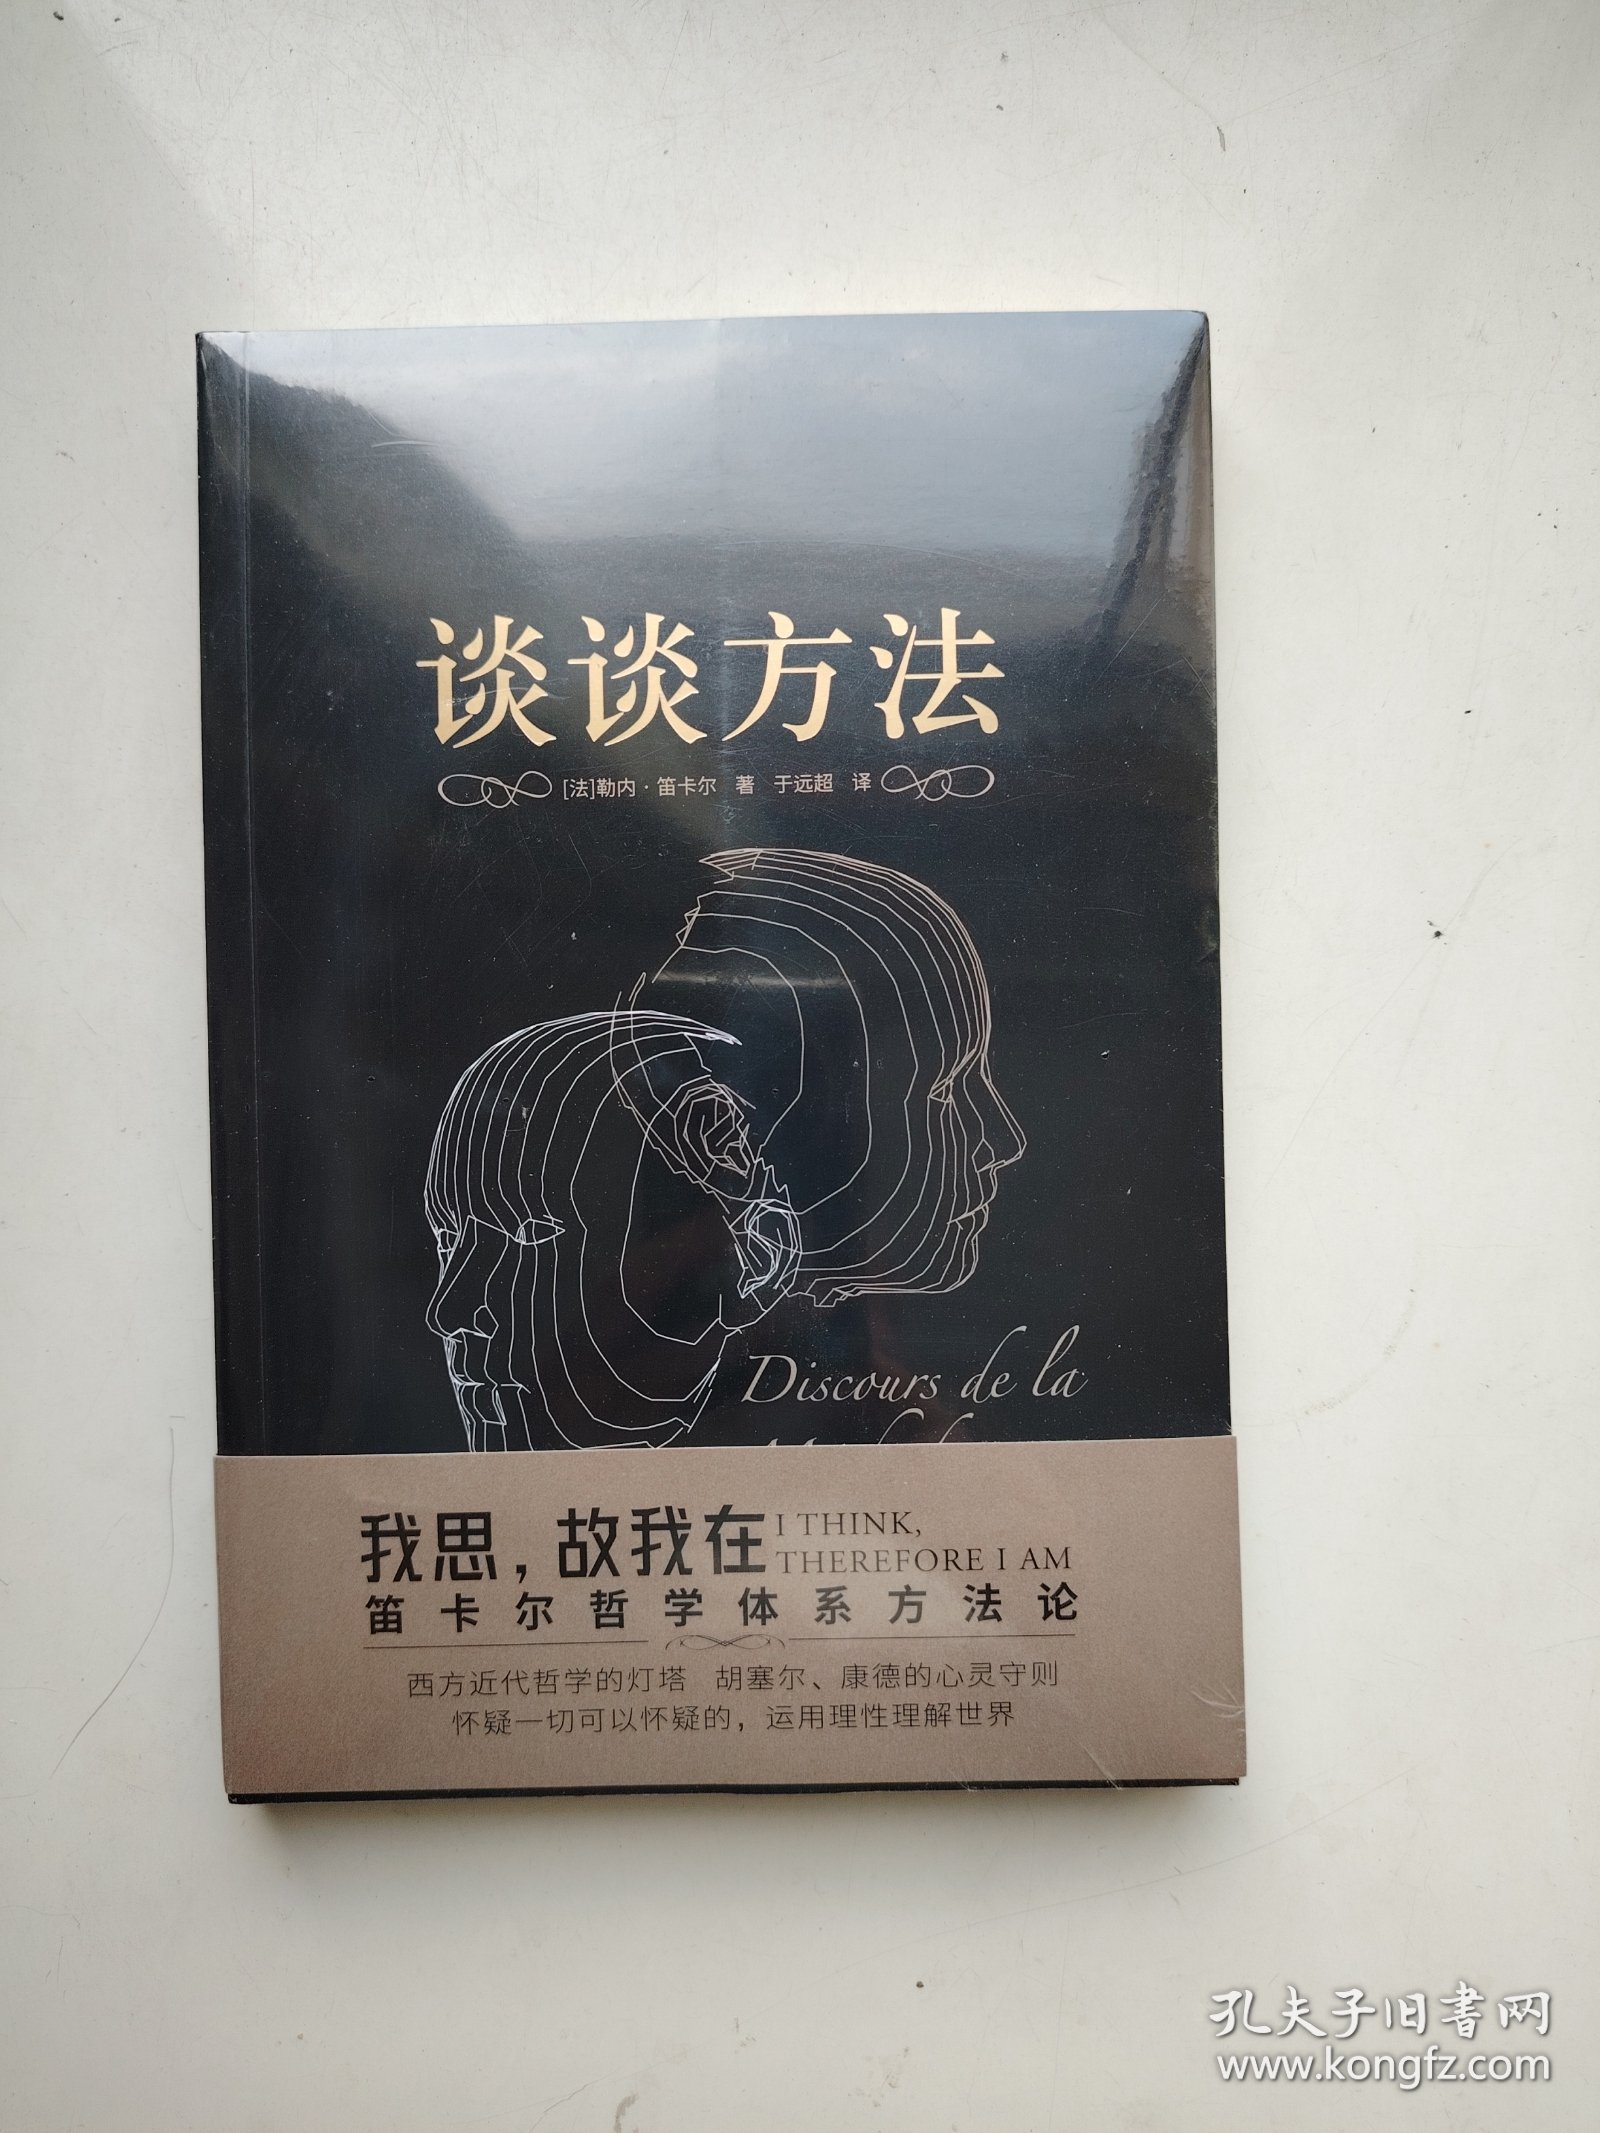 谈谈方法
[法]勒内·笛卡尔 著 于远超 译
Discours de la
我思，故我在
I THINK,
THEREFORE I AM
笛卡尔哲学体系方法论
西方近代哲学的灯塔 胡塞尔、康德的心灵守则
怀疑一切可以怀疑的，运用理性理解世界
孔夫子旧书网
www.kongfz.com